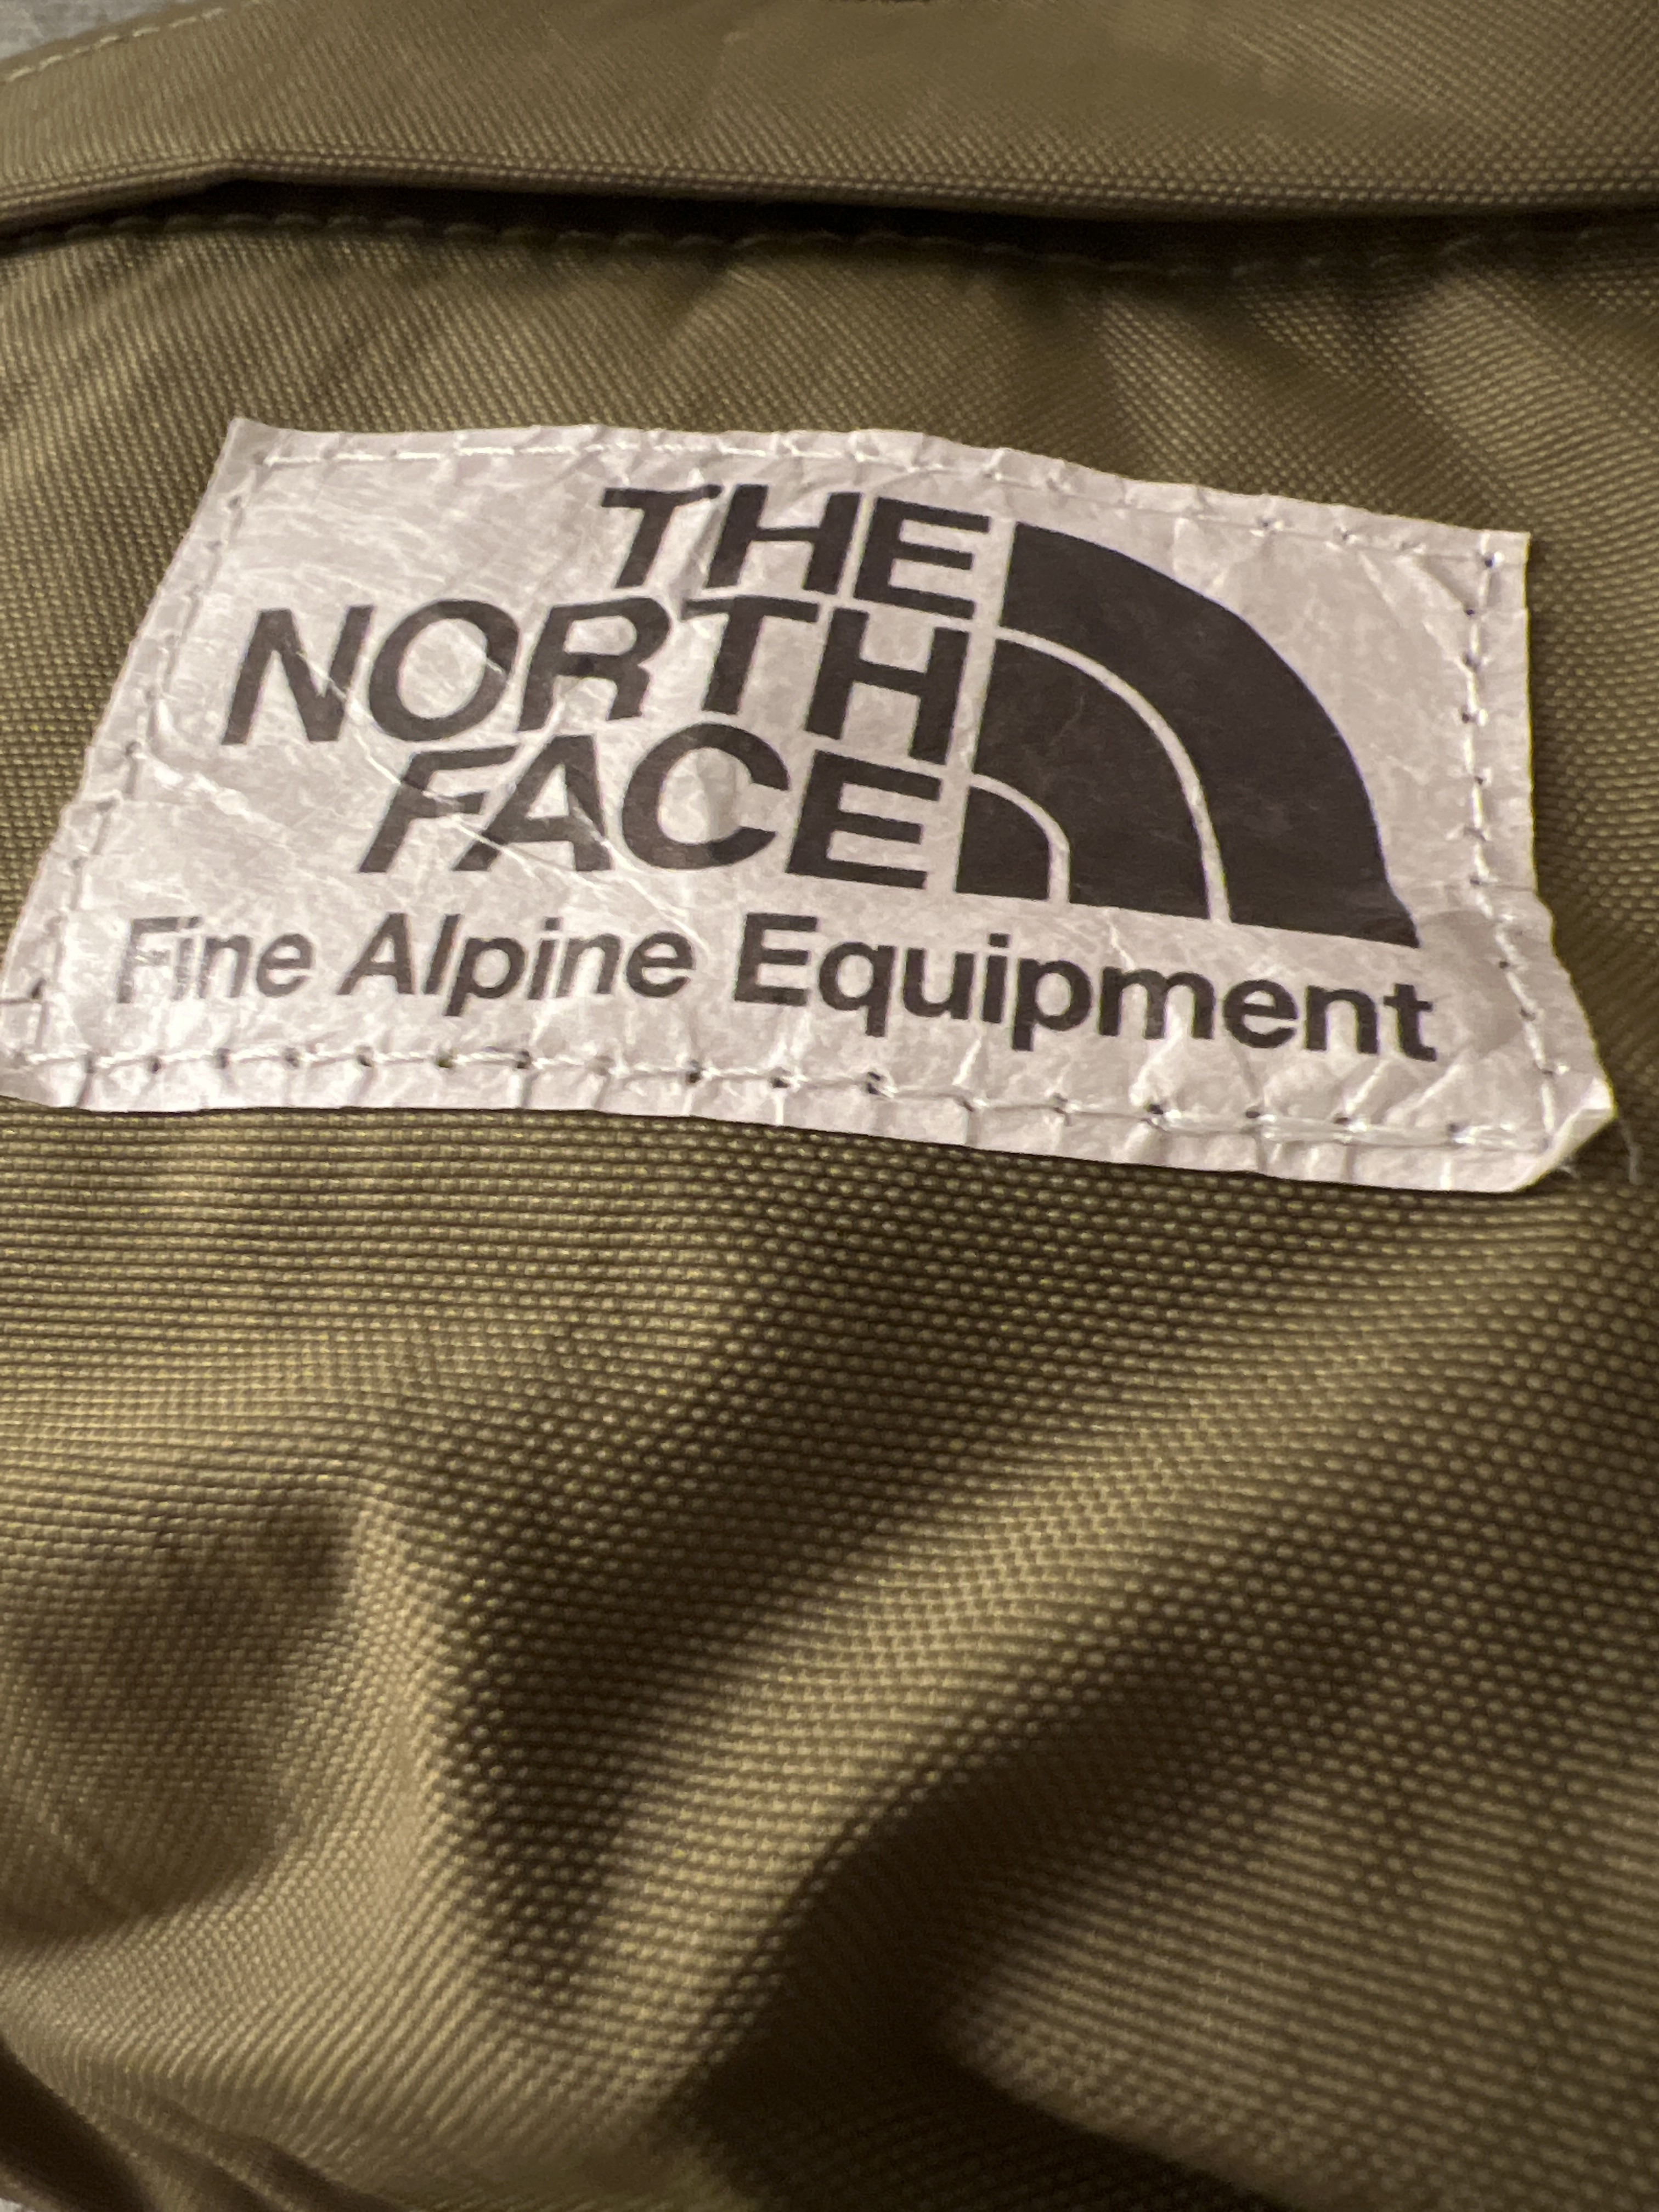 THE
NORTH
FACE
Fine Alpine Equipment